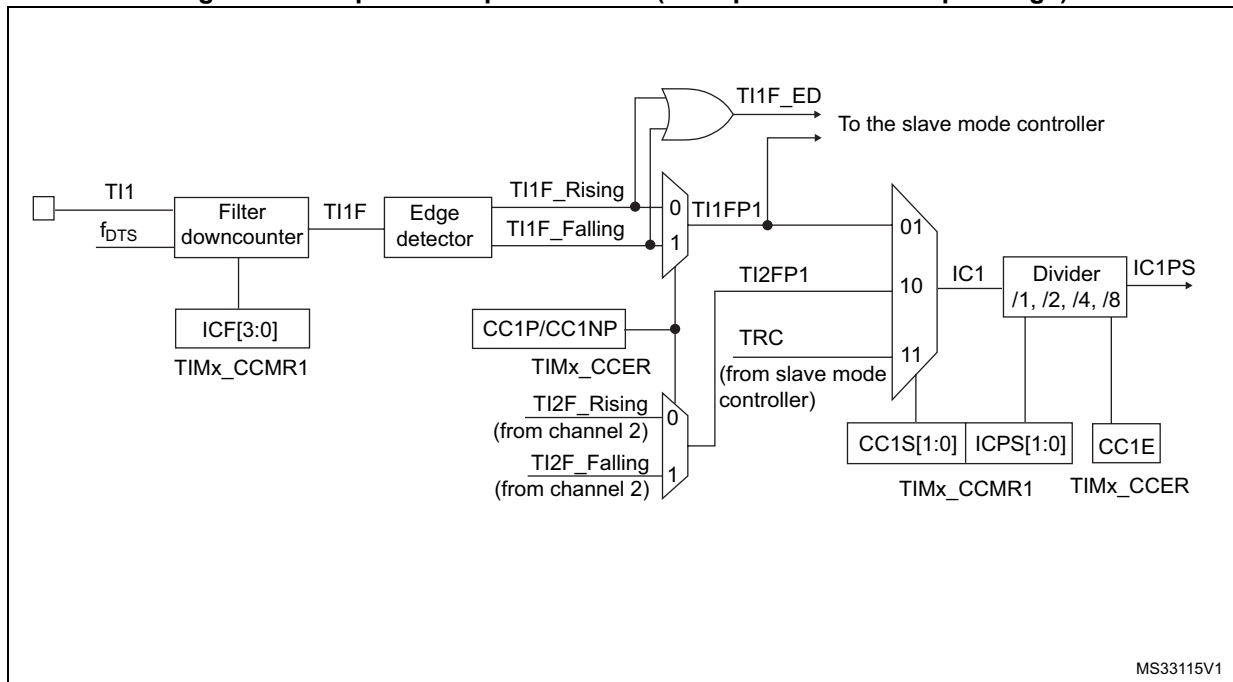 TI1F_ED
To the slave mode controller
TI1
fDTS
Filter
downcounter
TI1F
Edge
detector
TI1F_Rising
TI1F_Falling
0
1
TI1FP1
01
TI2FP1
10
IC1
Divider
/1, /2, /4, /8
IC1PS
ICF[3:0]
TIMx_CCMR1
CC1P/CC1NP
TIMx_CCER
TRC
11
(from slave mode
controller)
TI2F_Rising
(from channel 2)
0
TI2F_Falling
(from channel 2)
1
CC1S[1:0]
ICPS[1:0]
CC1E
TIMx_CCMR1
TIMx_CCER
MS33115V1